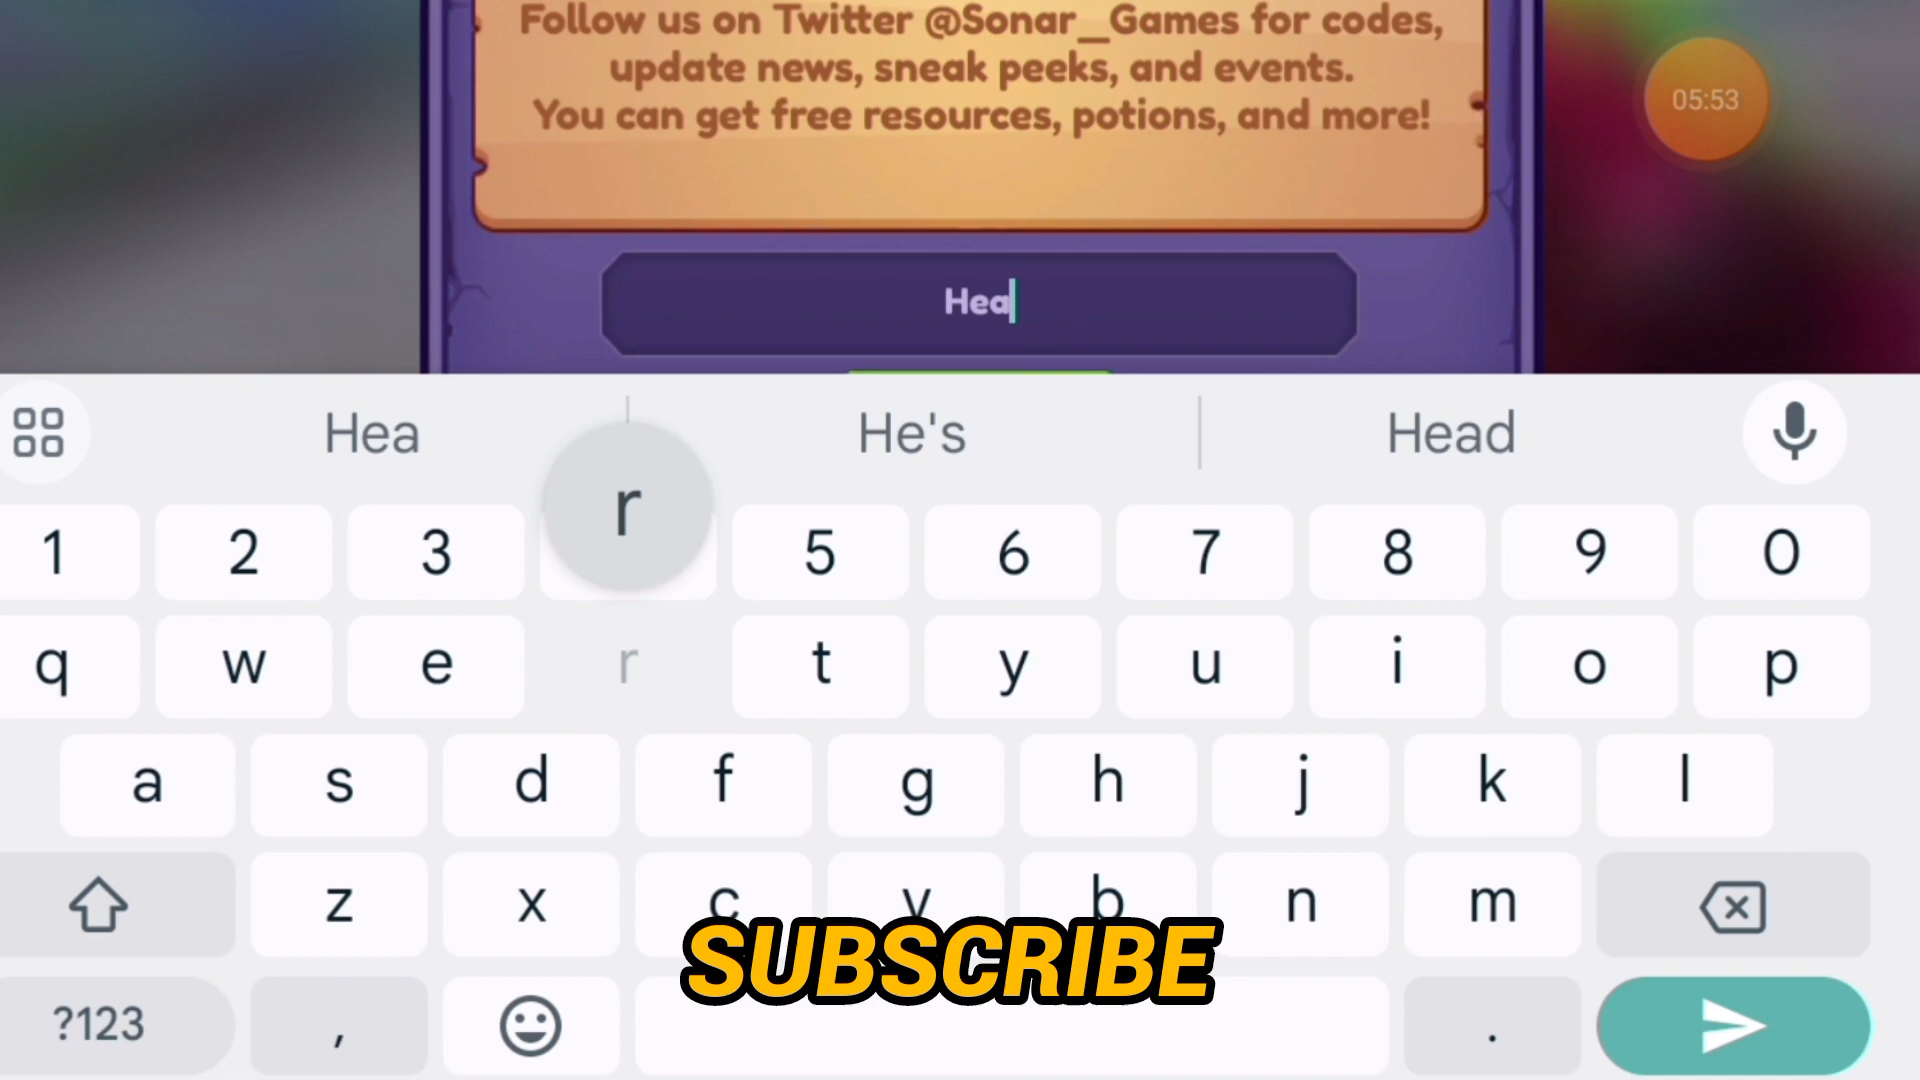 Follow us on Twitter @Sonar_Games for codes,
update news, sneak peeks, and events.
You can get free resources, potions, and more!
05:53
Hea
Hea He's Head
r
1 2 3 5 6 7 8 9 0
q w e r t y u i o p
a s d f g h j k l
z x c v b n m
SUBSCRIBE
?123 , .